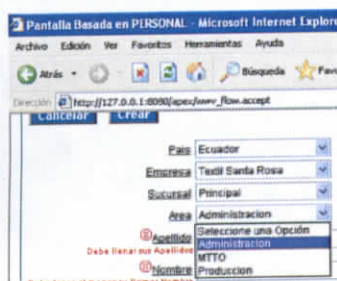 Pantalla Basada en PERSONAL - Microsoft Internet Explore
Archivo Edición Ver Favoritos Herramientas Ayuda
Atrás Búsqueda Favo
Dirección http://127.0.0.1:8080/apex/wwv_flow.accept
Cancelar Crear
Pais Ecuador
Empresa Textil Santa Rosa
Sucursal Principal
Area Administracion
Seleccione una Opción
Apellido Administracion
Debe llenar sus Apellidos
MTTO
Nombre Produccion